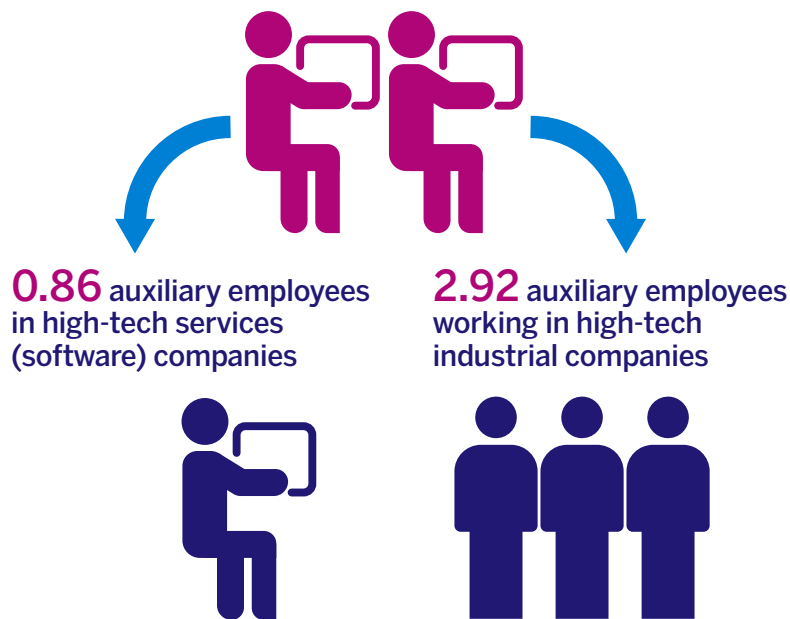 0.86 auxiliary employees
in high-tech services
(software) companies
2.92 auxiliary employees
working in high-tech
industrial companies